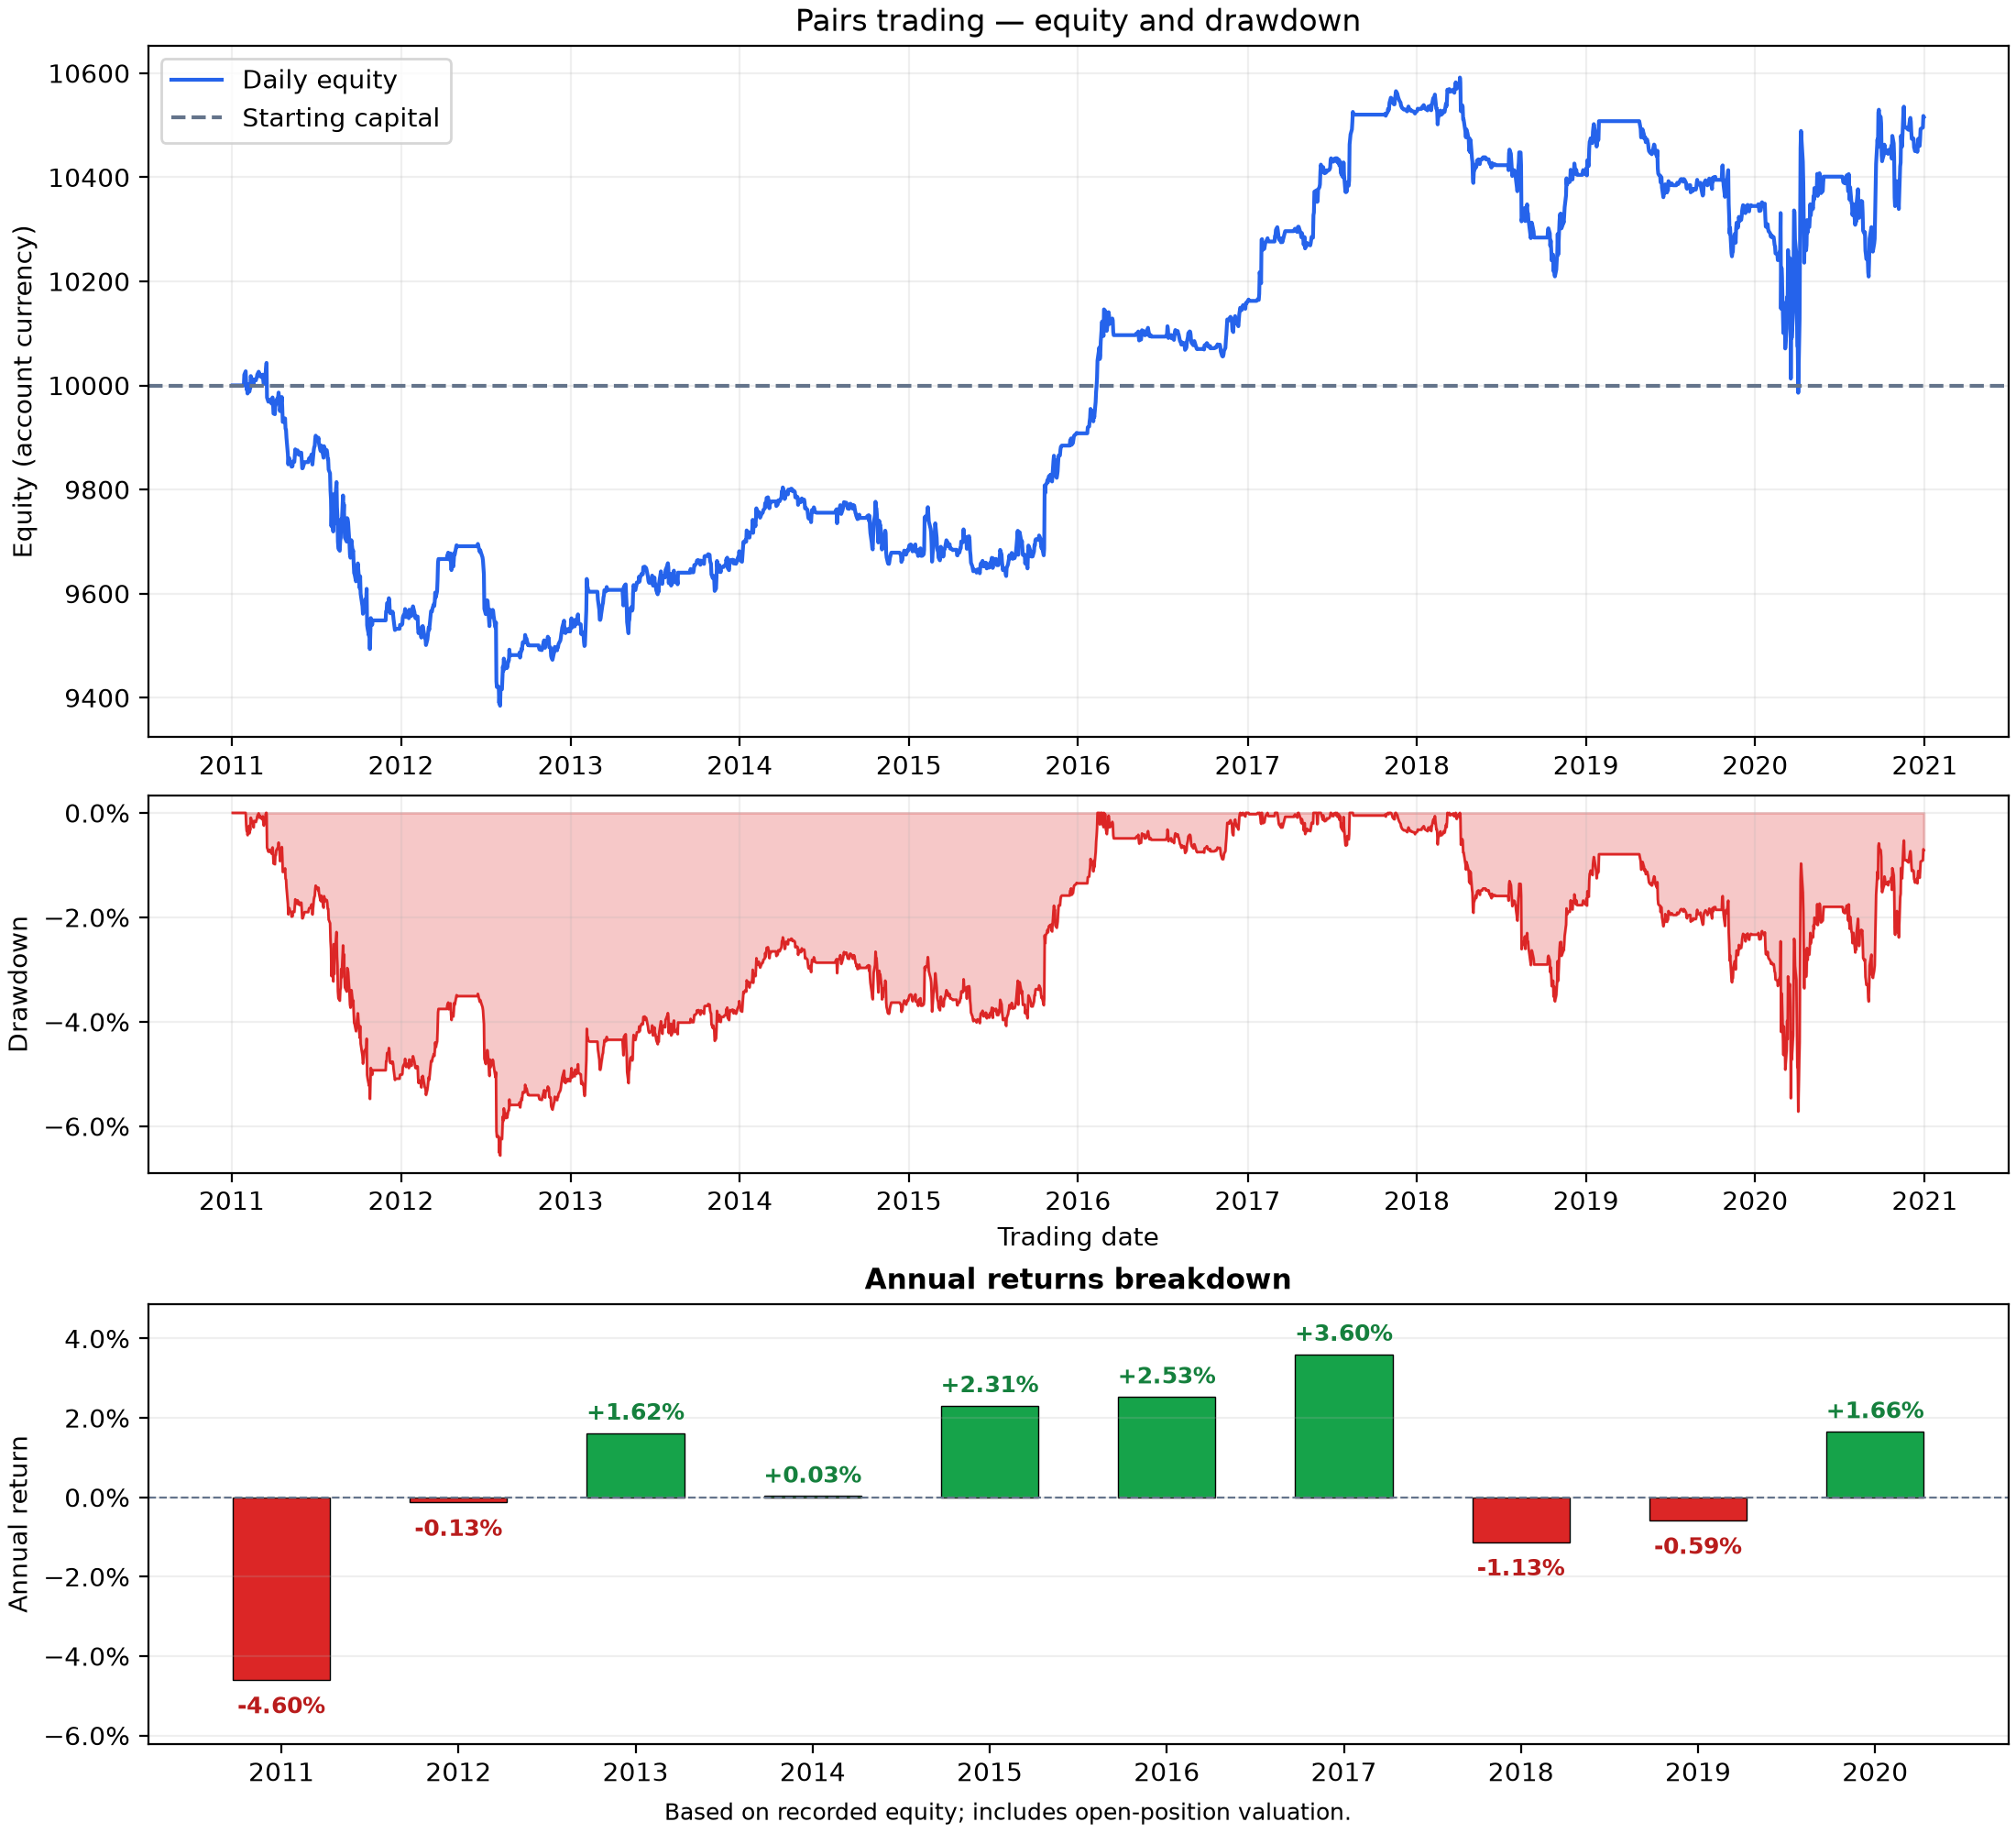 Pairs trading — equity and drawdown
Equity (account currency)
10600
10400
10200
10000
9800
9600
9400
Daily equity
Starting capital
2011 2012 2013 2014 2015 2016 2017 2018 2019 2020 2021
Drawdown
0.0%
−2.0%
−4.0%
−6.0%
2011 2012 2013 2014 2015 2016 2017 2018 2019 2020 2021
Trading date
Annual returns breakdown
Annual return
4.0%
2.0%
0.0%
−2.0%
−4.0%
−6.0%
-4.60%
-0.13%
+1.62%
+0.03%
+2.31%
+2.53%
+3.60%
-1.13%
-0.59%
+1.66%
2011 2012 2013 2014 2015 2016 2017 2018 2019 2020
Based on recorded equity; includes open-position valuation.